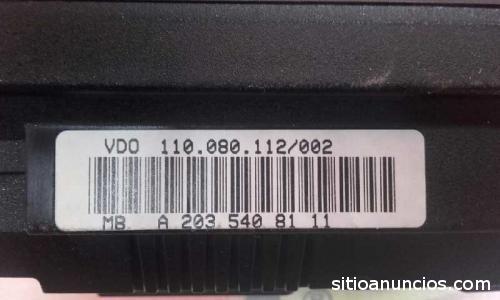 VDO 110.080.112/002
MB A 203 540 81 11
sitioanuncios.com